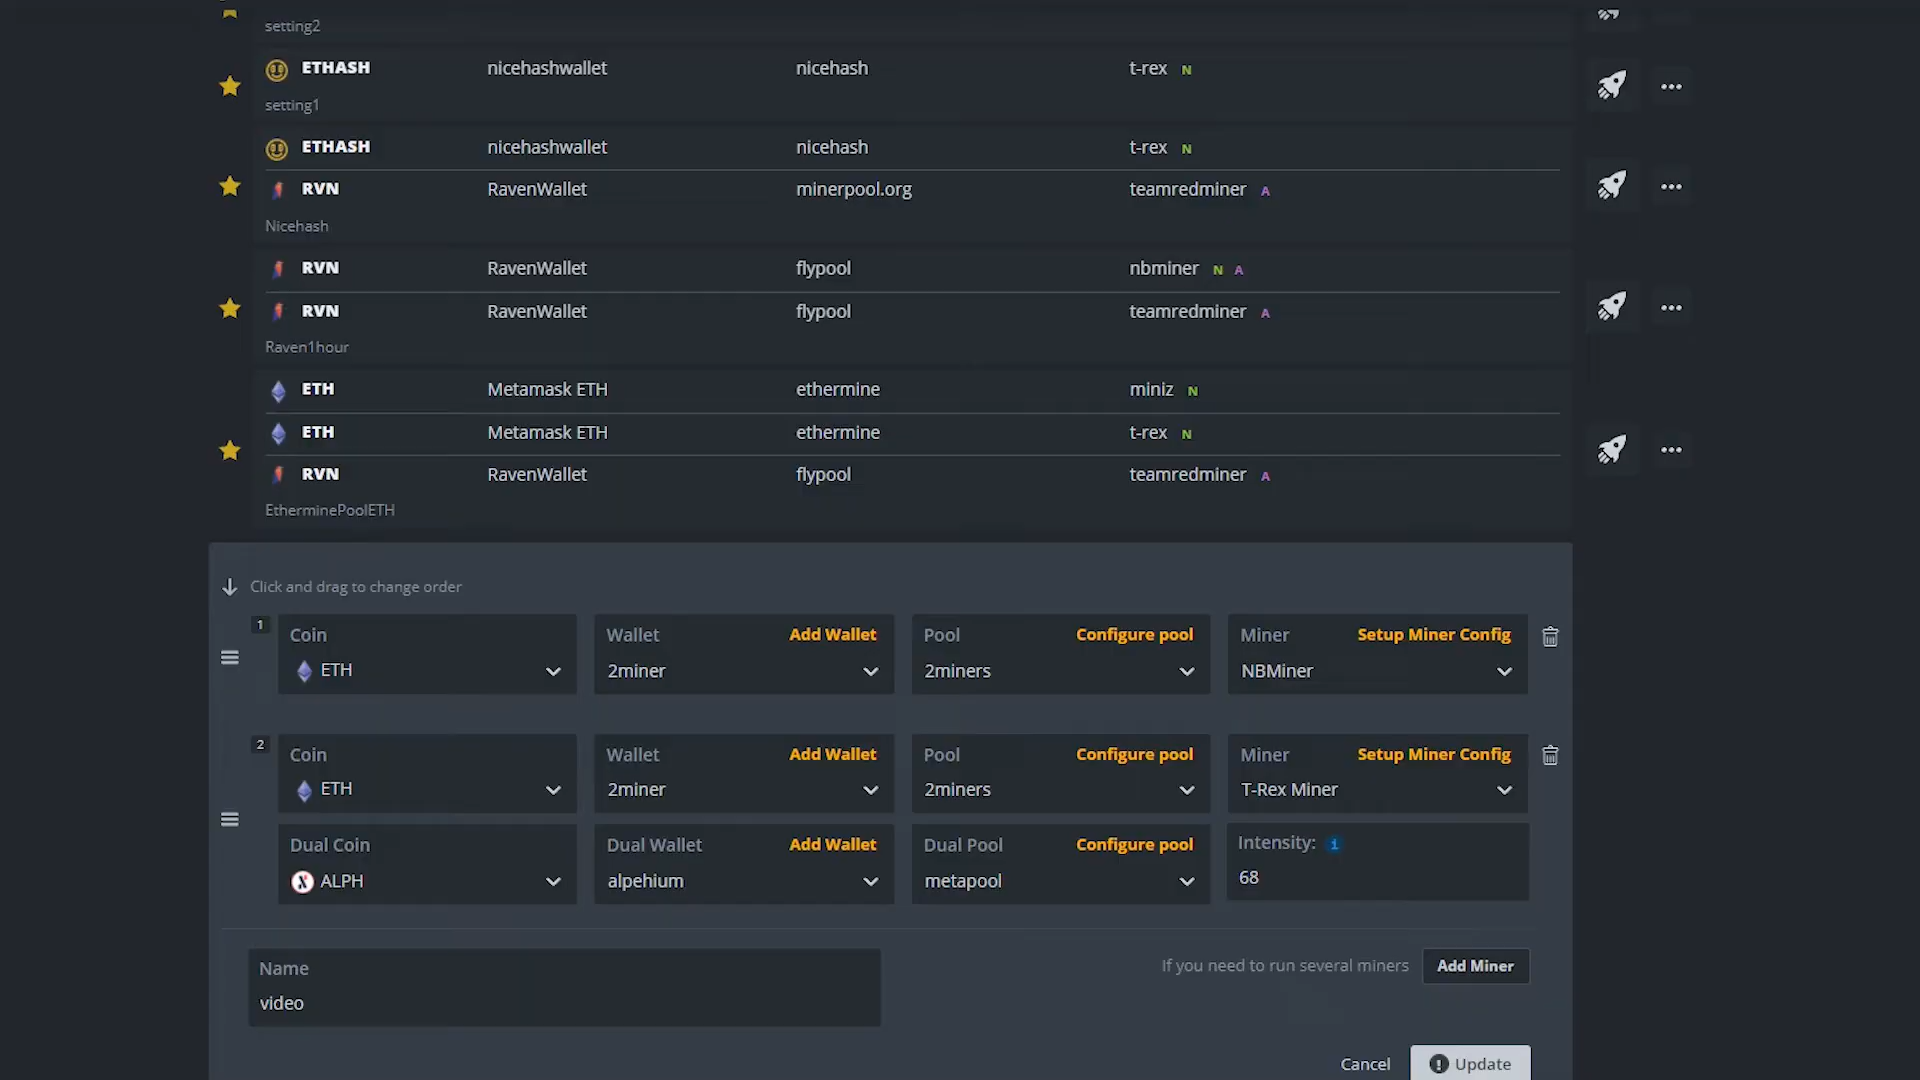 setting2
ETHASH nicehashwallet nicehash t-rex N
setting1
ETHASH nicehashwallet nicehash t-rex N
RVN RavenWallet minerpool.org teamredminer A
Nicehash
RVN RavenWallet flypool nbminer N A
RVN RavenWallet flypool teamredminer A
Raven1hour
ETH Metamask ETH ethermine miniz N
ETH Metamask ETH ethermine t-rex N
RVN RavenWallet flypool teamredminer A
EtherminePoolETH
Click and drag to change order
1 Coin Wallet Add Wallet Pool Configure pool Miner Setup Miner Config
ETH 2miner 2miners NBMiner
2 Coin Wallet Add Wallet Pool Configure pool Miner Setup Miner Config
ETH 2miner 2miners T-Rex Miner
Dual Coin Dual Wallet Add Wallet Dual Pool Configure pool Intensity: i
ALPH alpehium metapool 68
Name If you need to run several miners Add Miner
video
Cancel Update